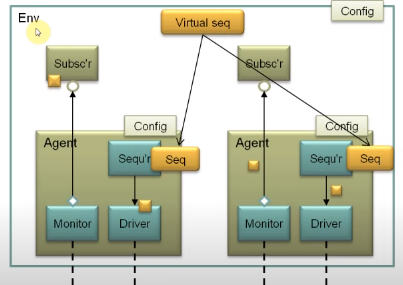 Env
Virtual seq
Config
Subsc'r
Subsc'r
Config
Config
Agent
Sequ'r
Seq
Agent
Sequ'r
Seq
Monitor
Driver
Monitor
Driver